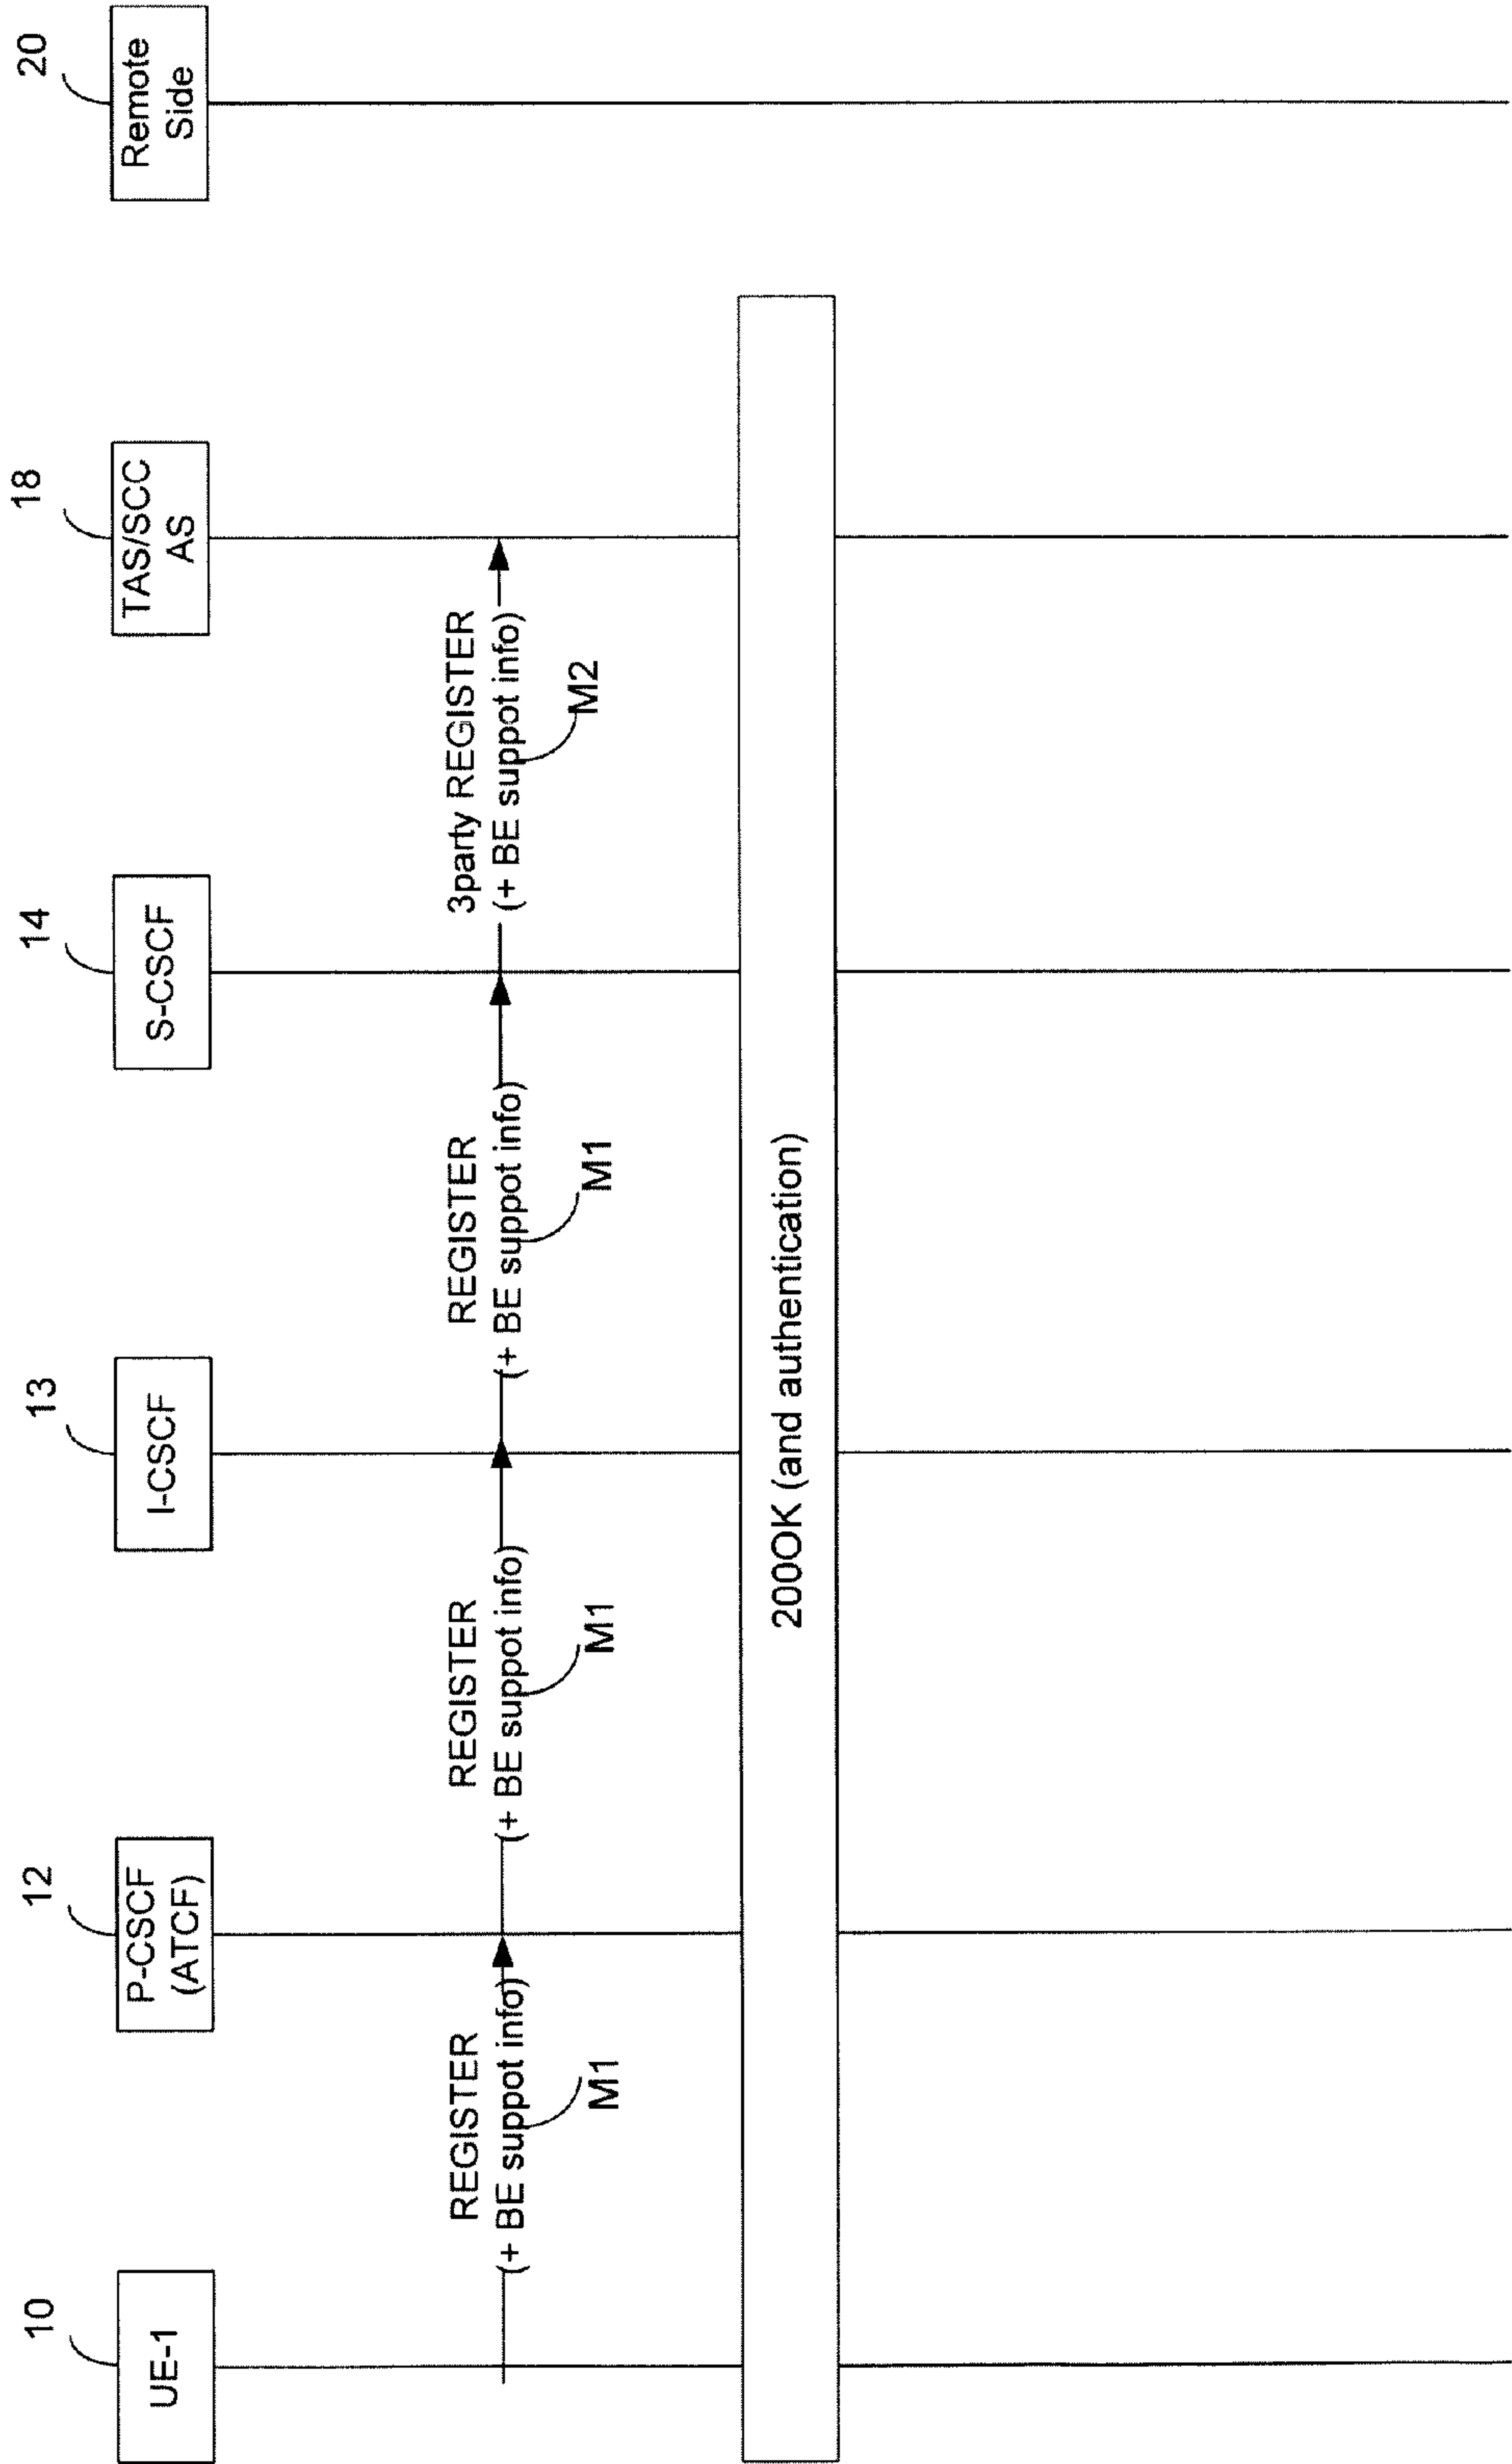 10
12
13
14
18
20
UE-1
P-CSCF
(ATCF)
I-CSCF
S-CSCF
TAS/SCC
AS
Remote
Side
REGISTER
(+ BE suppot info)
M1
REGISTER
(+ BE suppot info)
M1
REGISTER
(+ BE suppot info)
M1
3party REGISTER
(+ BE suppot info)
M2
200OK (and authentication)